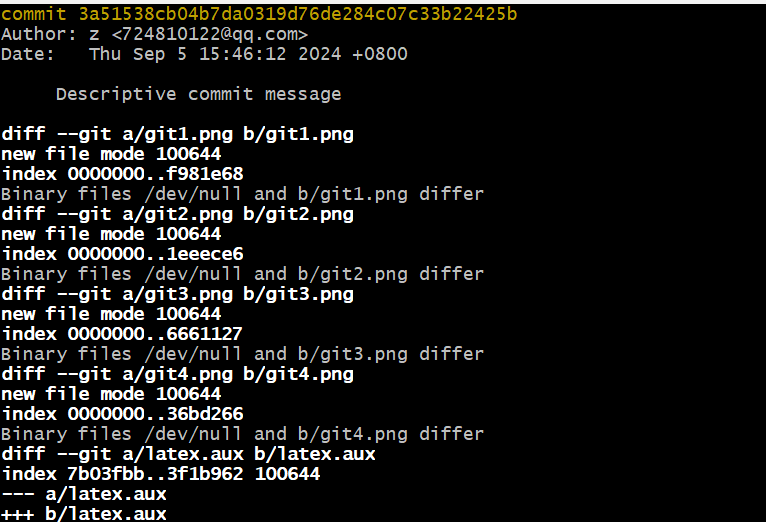 commit 3a51538cb04b7da0319d76de284c07c33b22425b
Author: z <724810122@qq.com>
Date:   Thu Sep 5 15:46:12 2024 +0800
Descriptive commit message
diff --git a/git1.png b/git1.png
new file mode 100644
index 0000000..f981e68
Binary files /dev/null and b/git1.png differ
diff --git a/git2.png b/git2.png
new file mode 100644
index 0000000..1eeece6
Binary files /dev/null and b/git2.png differ
diff --git a/git3.png b/git3.png
new file mode 100644
index 0000000..6661127
Binary files /dev/null and b/git3.png differ
diff --git a/git4.png b/git4.png
new file mode 100644
index 0000000..36bd266
Binary files /dev/null and b/git4.png differ
diff --git a/latex.aux b/latex.aux
index 7b03fbb..3f1b962 100644
--- a/latex.aux
+++ b/latex.aux